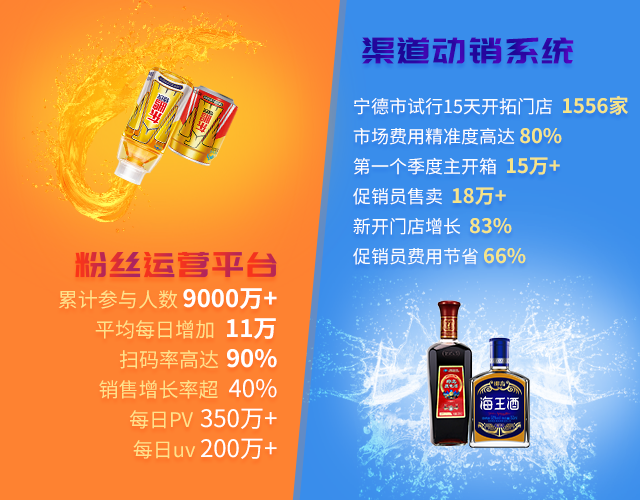 粉丝运营平台
累计参与人数 9000万+
平均每日增加 11万
扫码率高达 90%
销售增长率超 40%
每日PV 350万+
每日uv 200万+
渠道动销系统
宁德市试行15天开拓门店 1556家
市场费用精准度高达 80%
第一个季度主开箱 15万+
促销员售卖 18万+
新开门店增长 83%
促销员费用节省 66%
东鹏
东鹏
海王酒